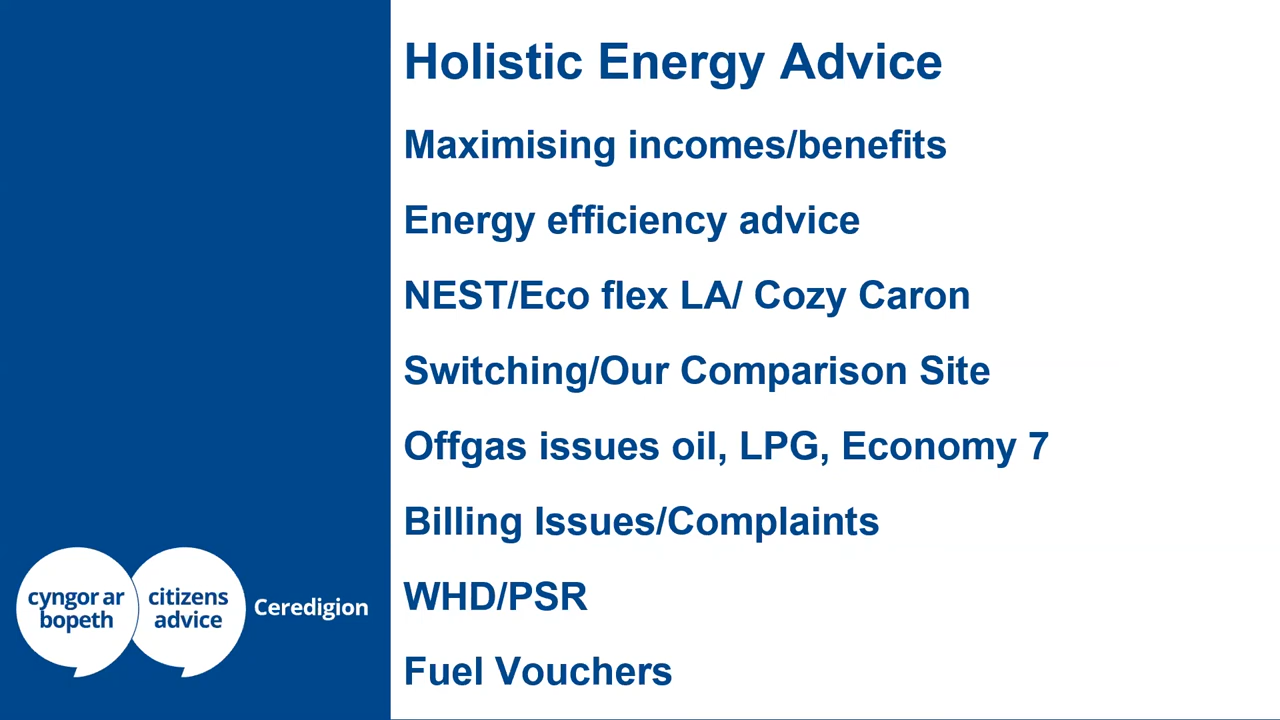 Holistic Energy Advice
Maximising incomes/benefits
Energy efficiency advice
NEST/Eco flex LA/ Cozy Caron
Switching/Our Comparison Site
Offgas issues oil, LPG, Economy 7
Billing Issues/Complaints
WHD/PSR
Fuel Vouchers
cyngor ar
bopeth
citizens
advice
Ceredigion